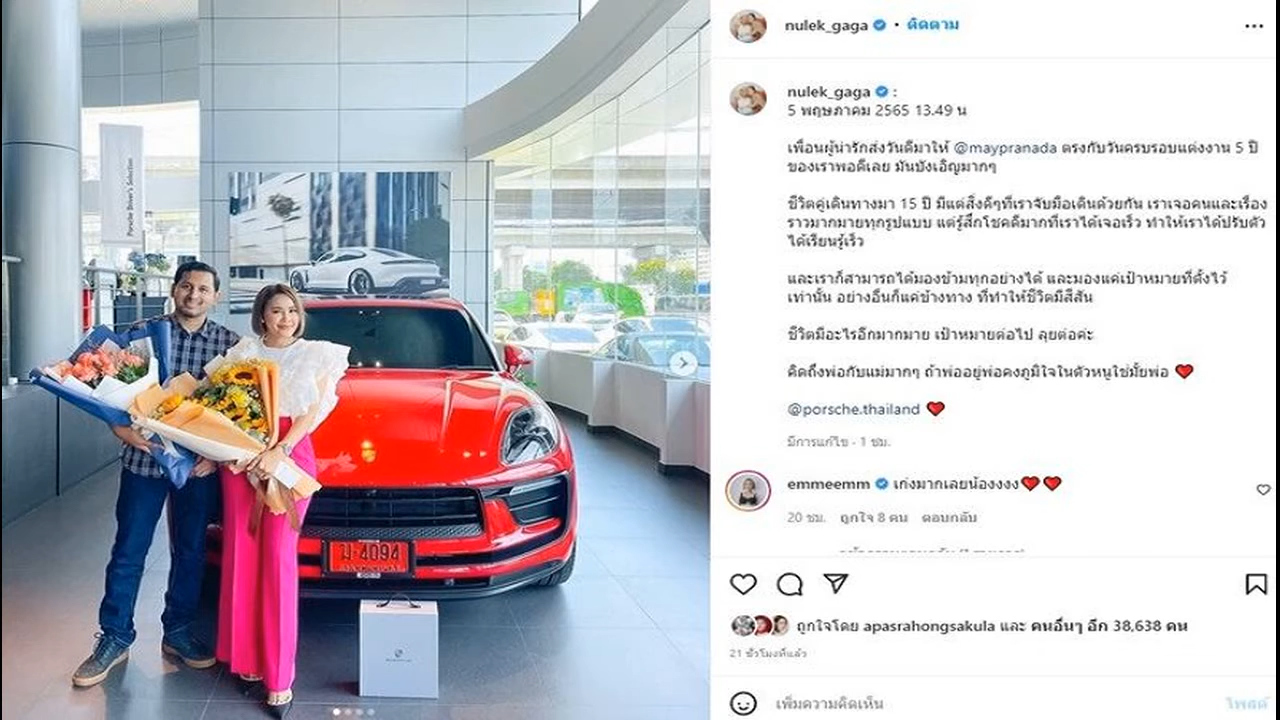 nulek_gaga • ติดตาม
nulek_gaga :
5 พฤษภาคม 2565 13.49 น
เพื่อนผู้น่ารักส่งวันดีมาให้ @maypranada ตรงกับวันครบรอบแต่งงาน 5 ปี
ของเราพอดีเลย มันบังเอิญมากๆ
ชีวิตคู่เดินทางมา 15 ปี มีแต่สิ่งดีๆที่เราจับมือเดินด้วยกัน เราเจอคนและเรื่อง
ราวมากมายทุกรูปแบบ แต่รู้สึกโชคดีมากที่เราได้เจอเร็ว ทำให้เราได้ปรับตัว
ได้เรียนรู้เร็ว
และเราก็สามารถได้มองข้ามทุกอย่างได้ และมองแค่เป้าหมายที่ตั้งไว้
เท่านั้น อย่างอื่นก็แค่ข้างทาง ที่ทำให้ชีวิตมีสีสัน
ชีวิตมีอะไรอีกมากมาย เป้าหมายต่อไป ลุยต่อค่ะ
คิดถึงพ่อกับแม่มากๆ ถ้าพ่ออยู่พ่อคงภูมิใจในตัวหนูใช่มั้ยพ่อ ❤️
@porsche.thailand ❤️
มีการแก้ไข · 1 ชม.
emmeemm เก่งมากเลยน้องงงง❤️❤️
20 ชม. ถูกใจ 8 คน ตอบกลับ
ถูกใจโดย apasrahongsakula และ คนอื่นๆ อีก 38,638 คน
21 ชั่วโมงที่แล้ว
เพิ่มความคิดเห็น
โพสต์
Porsche Driver's Selection
4094